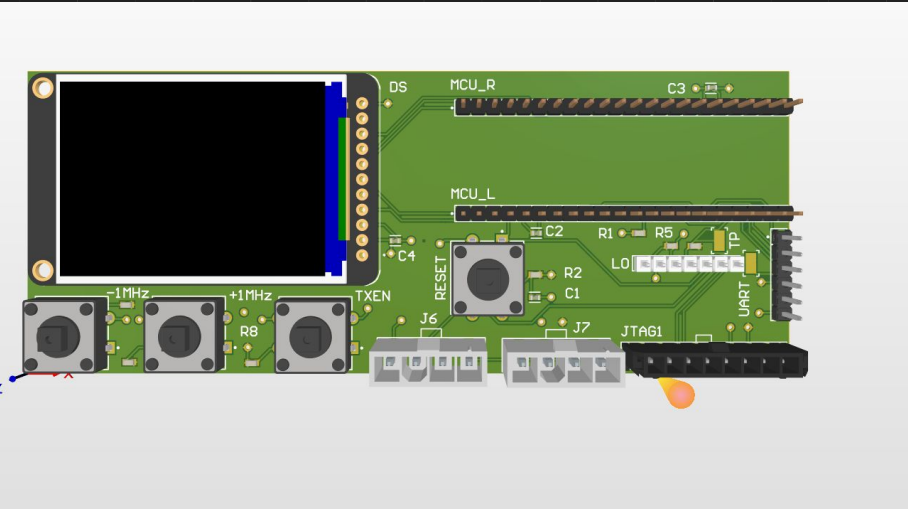 DS
MCU_R
C3
MCU_L
C2
R1
R5
TP
C4
LO
RESET
R2
UART
-1MHz
+1MHz
TXEN
C1
J6
J7
R8
JTAG1
X